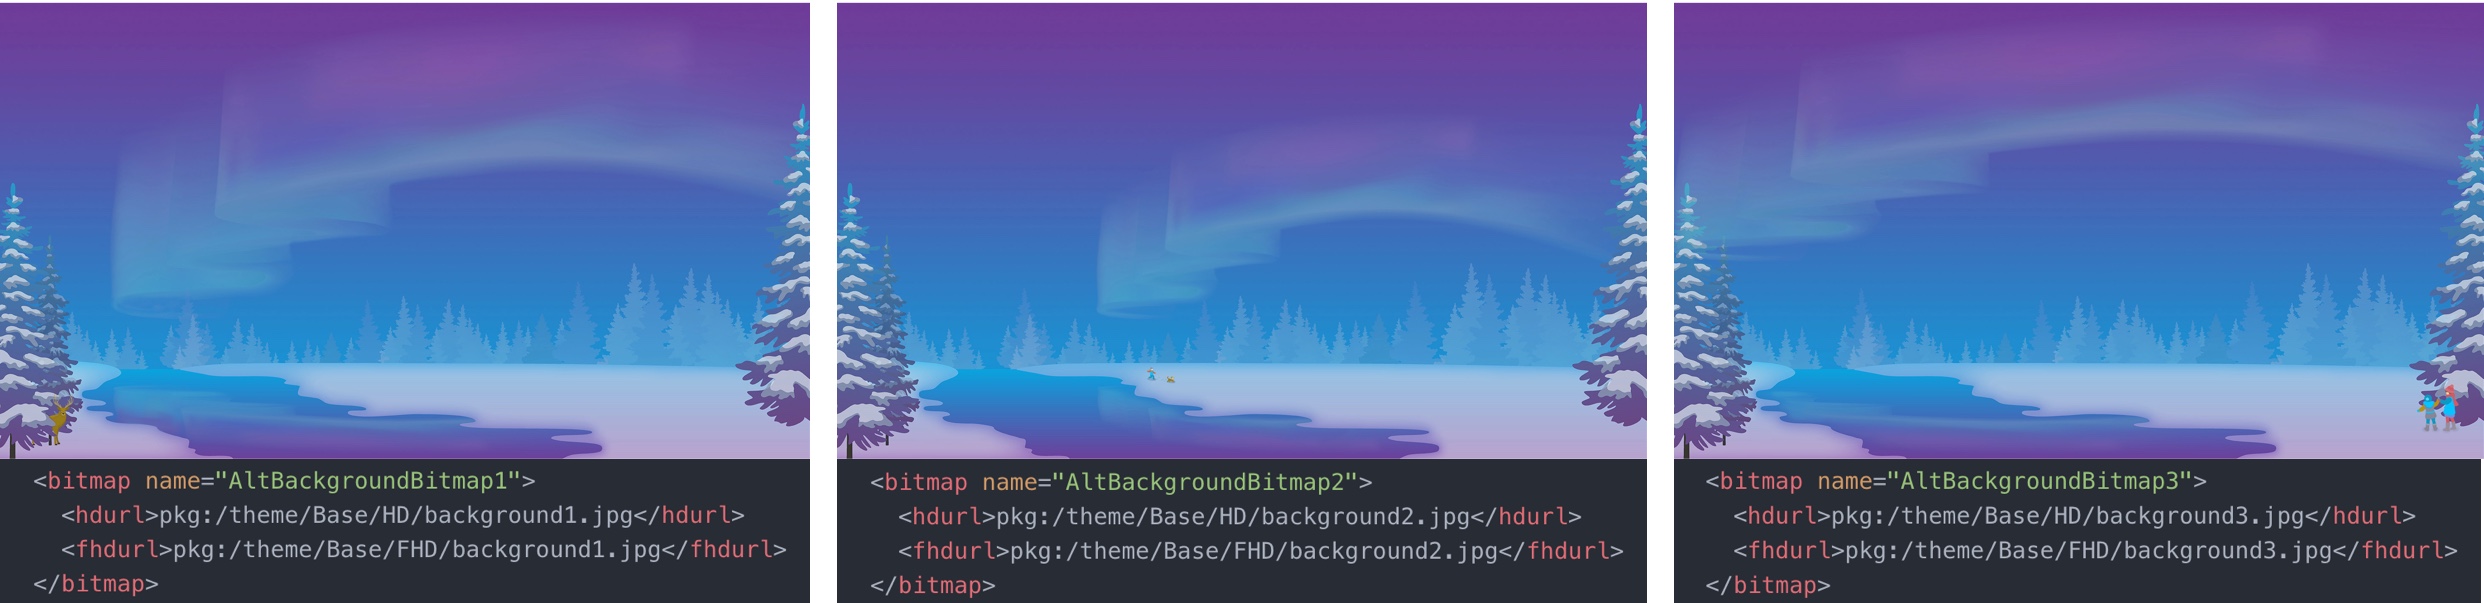 <bitmap name="AltBackgroundBitmap1">
<hdurl>pkg:/theme/Base/HD/background1.jpg</hdurl>
<fhdurl>pkg:/theme/Base/FHD/background1.jpg</fhdurl>
</bitmap>
<bitmap name="AltBackgroundBitmap2">
<hdurl>pkg:/theme/Base/HD/background2.jpg</hdurl>
<fhdurl>pkg:/theme/Base/FHD/background2.jpg</fhdurl>
</bitmap>
<bitmap name="AltBackgroundBitmap3">
<hdurl>pkg:/theme/Base/HD/background3.jpg</hdurl>
<fhdurl>pkg:/theme/Base/FHD/background3.jpg</fhdurl>
</bitmap>